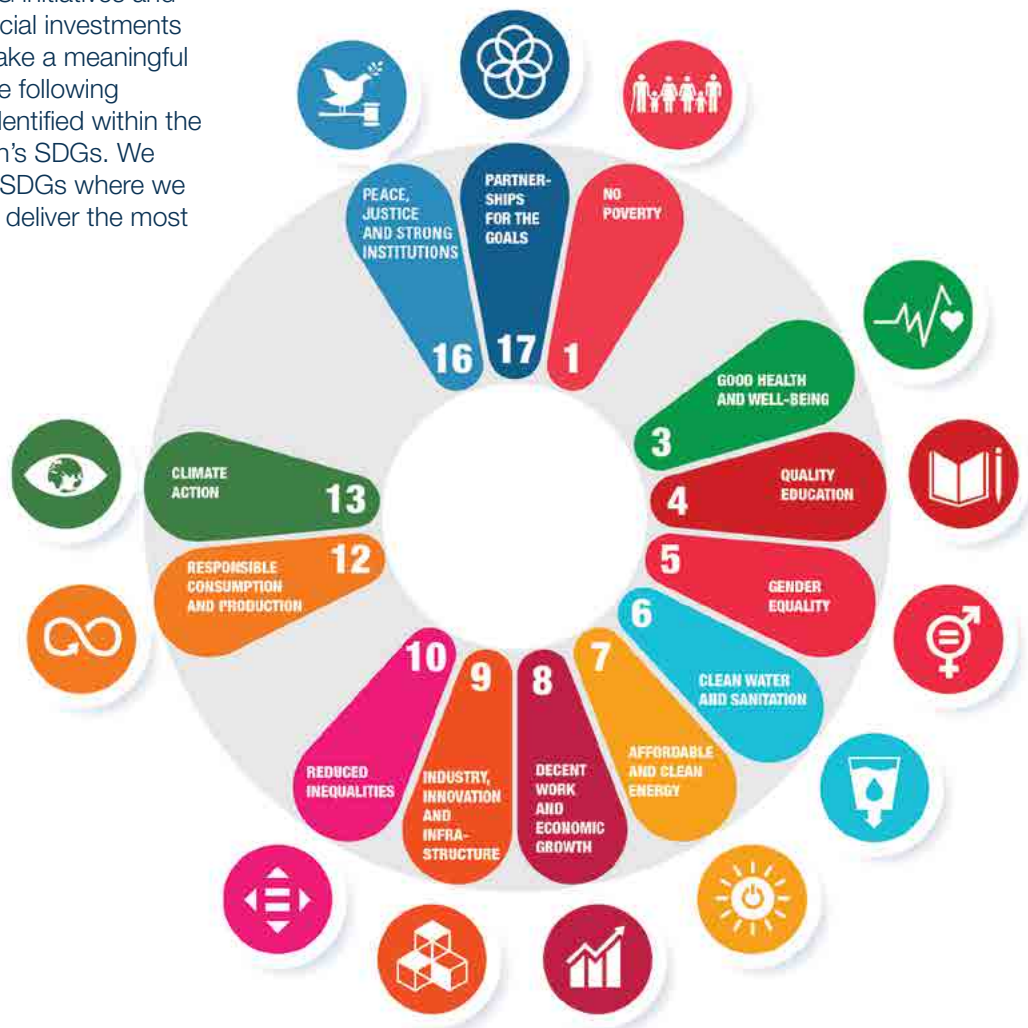 initiatives and
cial investments
ake a meaningful
e following
dentified within the
n's SDGs. We
SDGs where we
deliver the most
PEACE,
JUSTICE
AND STRONG
INSTITUTIONS
16
PARTNER-
SHIPS
FOR THE
GOALS
17
NO
POVERTY
1
GOOD HEALTH
AND WELL-BEING
3
QUALITY
EDUCATION
4
GENDER
EQUALITY
5
CLEAN WATER
AND SANITATION
6
AFFORDABLE
AND CLEAN
ENERGY
7
DECENT
WORK
AND
ECONOMIC
GROWTH
8
INDUSTRY,
INNOVATION
AND
INFRA-
STRUCTURE
9
REDUCED
INEQUALITIES
10
RESPONSIBLE
CONSUMPTION
AND PRODUCTION
12
CLIMATE
ACTION
13